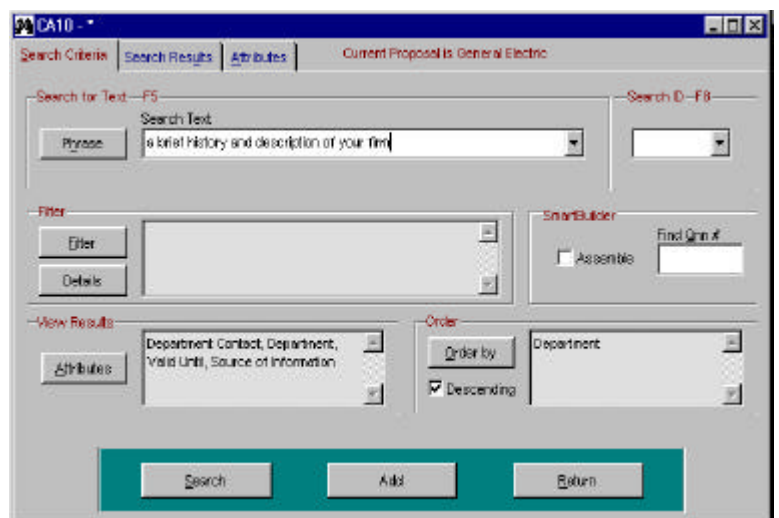 CA10 - *
Search Criteria Search Results Attributes Current Proposal is General Electric
Search for Text--F5 Search ID--F8
Search Text
Phrase a brief history and description of your firm
Filter SmartBuilder
Filter Find Qnn #
Assemble
Details
View Results Order
Attributes Department Contact, Department,
Valid Until, Source of Information
Order by Department
Descending
Search Add Return